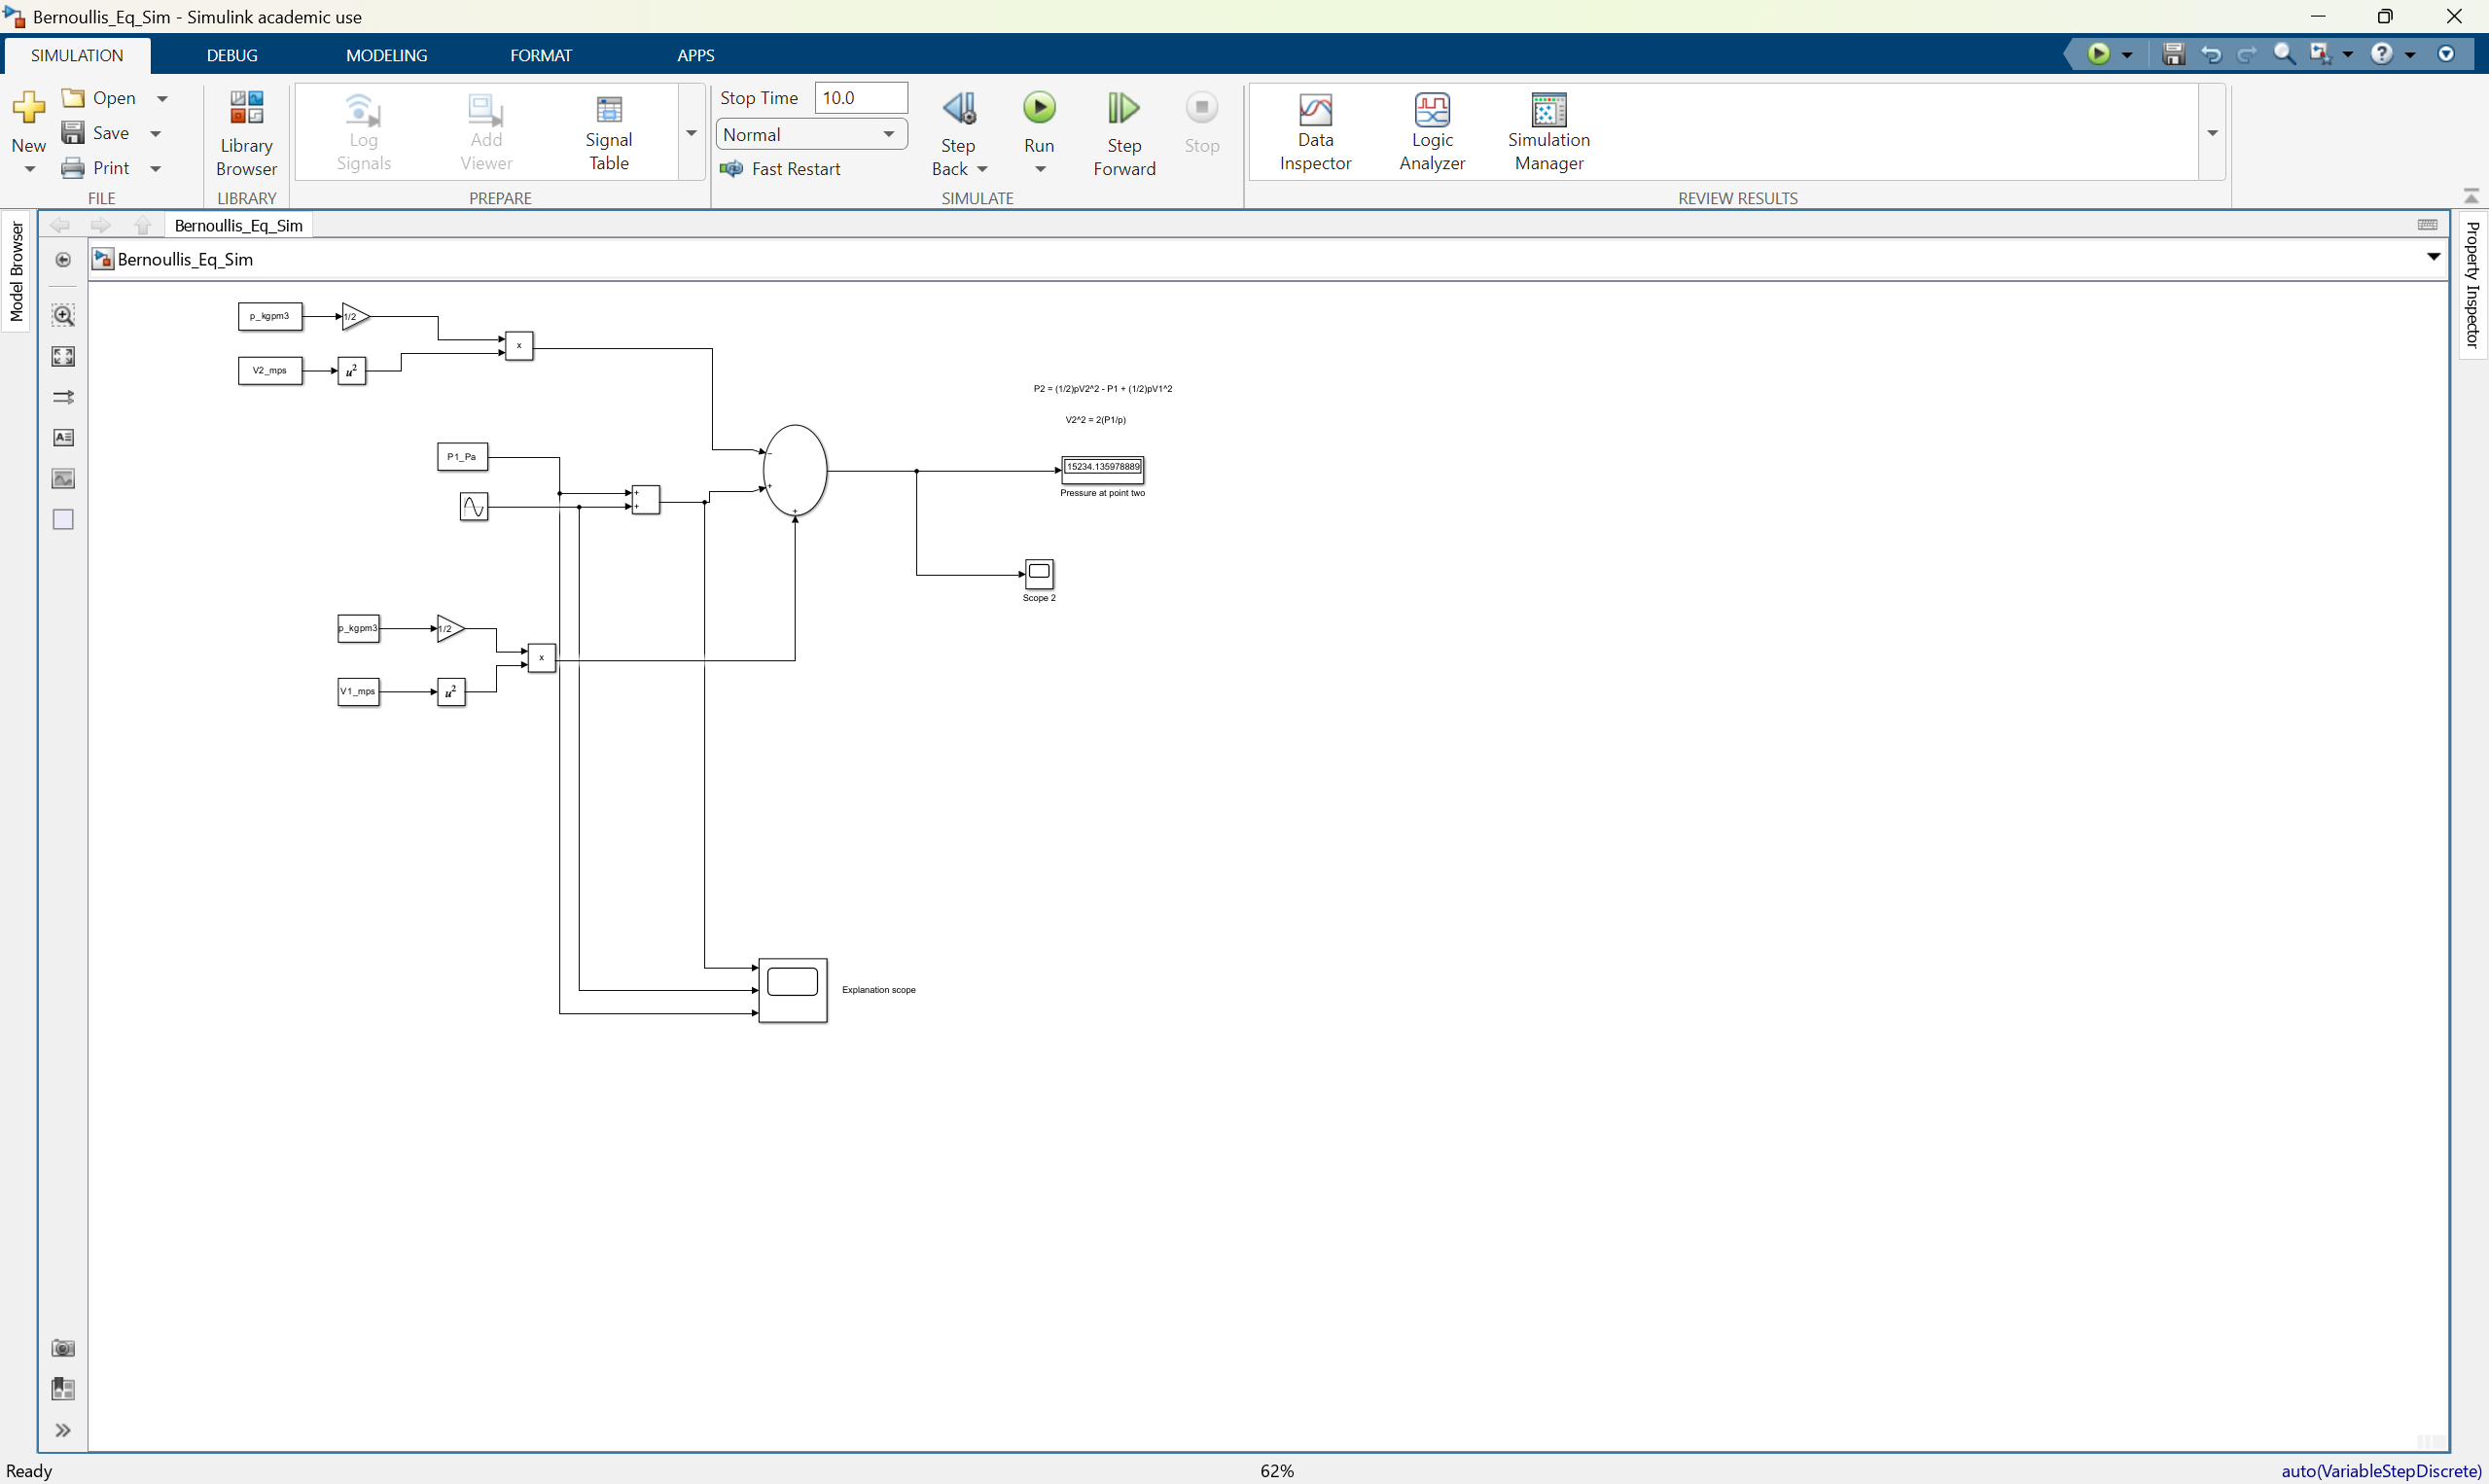 Bernoullis_Eq_Sim - Simulink academic use
SIMULATION
DEBUG
MODELING
FORMAT
APPS
New
Open
Save
Print
FILE
Library
Browser
LIBRARY
Log
Signals
Add
Viewer
Signal
Table
PREPARE
Stop Time
10.0
Normal
Fast Restart
Step
Back
Run
Step
Forward
Stop
SIMULATE
Data
Inspector
Logic
Analyzer
Simulation
Manager
REVIEW RESULTS
Model Browser
Bernoullis_Eq_Sim
Property Inspector
Bernoullis_Eq_Sim
p_kgpm3
1/2
x
V2_mps
u²
P2 = (1/2)pV2^2 - P1 + (1/2)pV1^2
V2^2 = 2(P1/p)
P1_Pa
15234.135978889
Pressure at point two
Scope 2
p_kgpm3
1/2
x
V1_mps
u²
Explanation scope
Ready
62%
auto(VariableStepDiscrete)